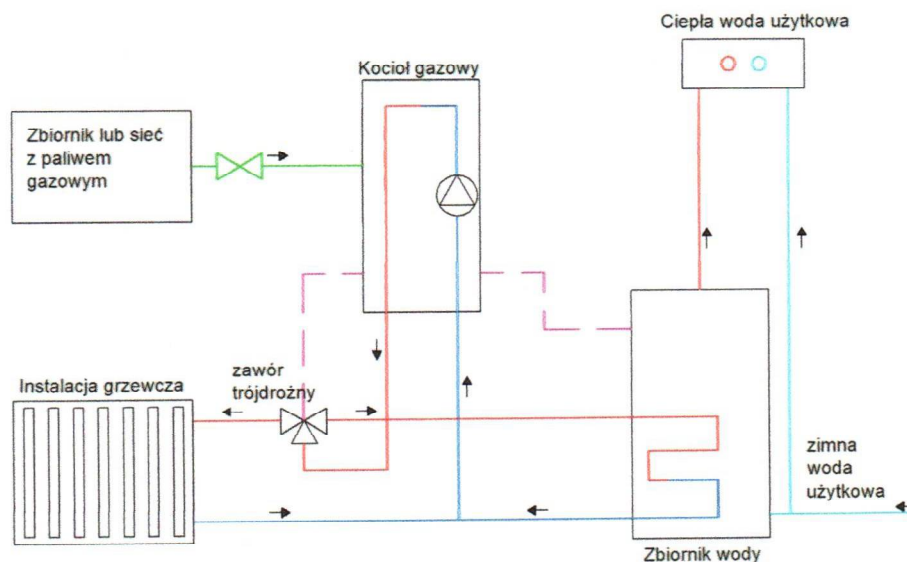 Ciepła woda użytkowa
Kocioł gazowy
Zbiornik lub sieć
z paliwem
gazowym
zawór
trójdrożny
Instalacja grzewcza
zimna
woda
użytkowa
Zbiornik wody